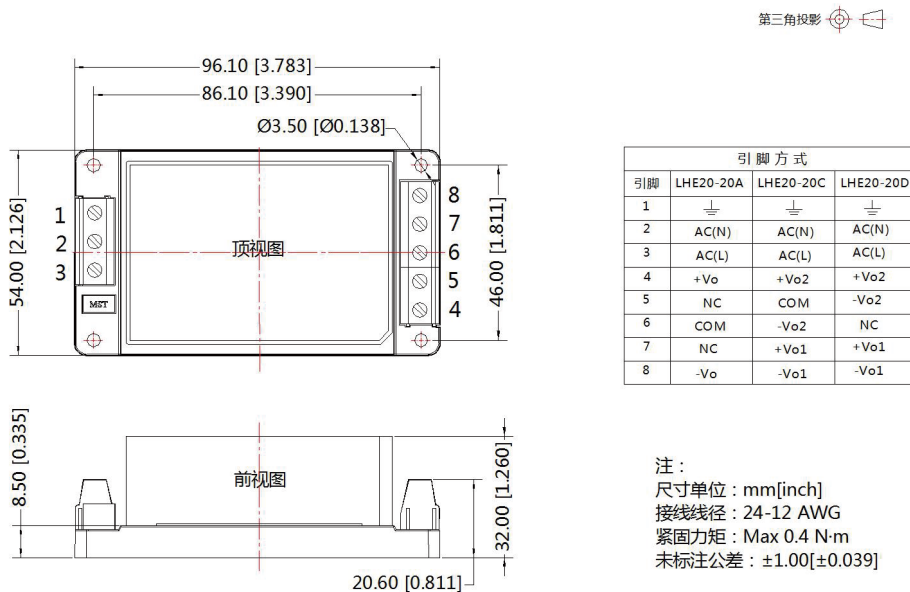 第三角投影
96.10 [3.783]
86.10 [3.390]
Ø3.50 [Ø0.138]
54.00 [2.126]
1
2
3
MST
顶视图
8
7
6
5
4
46.00 [1.811]
引 脚 方 式
引脚 LHE20-20A LHE20-20C LHE20-20D
1
2 AC(N) AC(N) AC(N)
3 AC(L) AC(L) AC(L)
4 +Vo +Vo2 +Vo2
5 NC COM -Vo2
6 COM -Vo2 NC
7 NC +Vo1 +Vo1
8 -Vo -Vo1 -Vo1
8.50 [0.335]
前视图
32.00 [1.260]
20.60 [0.811]
注：
尺寸单位：mm[inch]
接线线径：24-12 AWG
紧固力矩：Max 0.4 N·m
未标注公差：±1.00[±0.039]